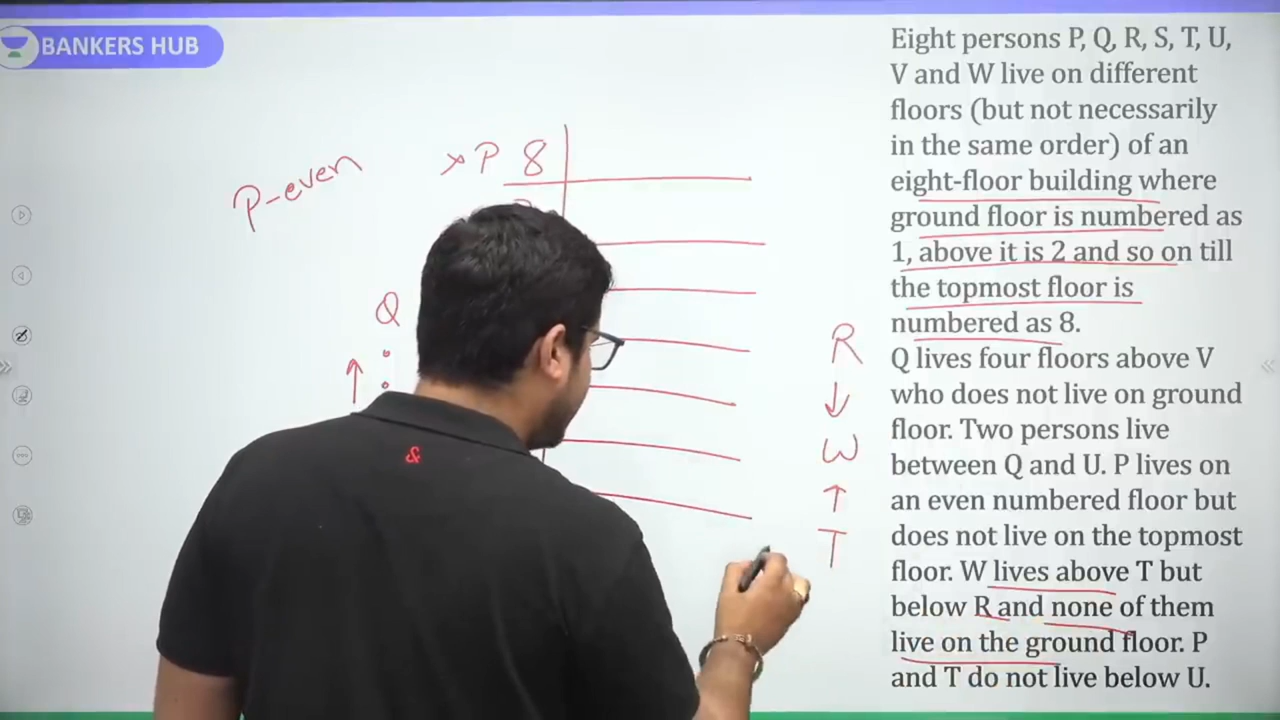 BANKERS HUB
P-even
× P 8
Q
R
W
T
Eight persons P, Q, R, S, T, U,
V and W live on different
floors (but not necessarily
in the same order) of an
eight-floor building where
ground floor is numbered as
1, above it is 2 and so on till
the topmost floor is
numbered as 8.
Q lives four floors above V
who does not live on ground
floor. Two persons live
between Q and U. P lives on
an even numbered floor but
does not live on the topmost
floor. W lives above T but
below R and none of them
live on the ground floor. P
and T do not live below U.